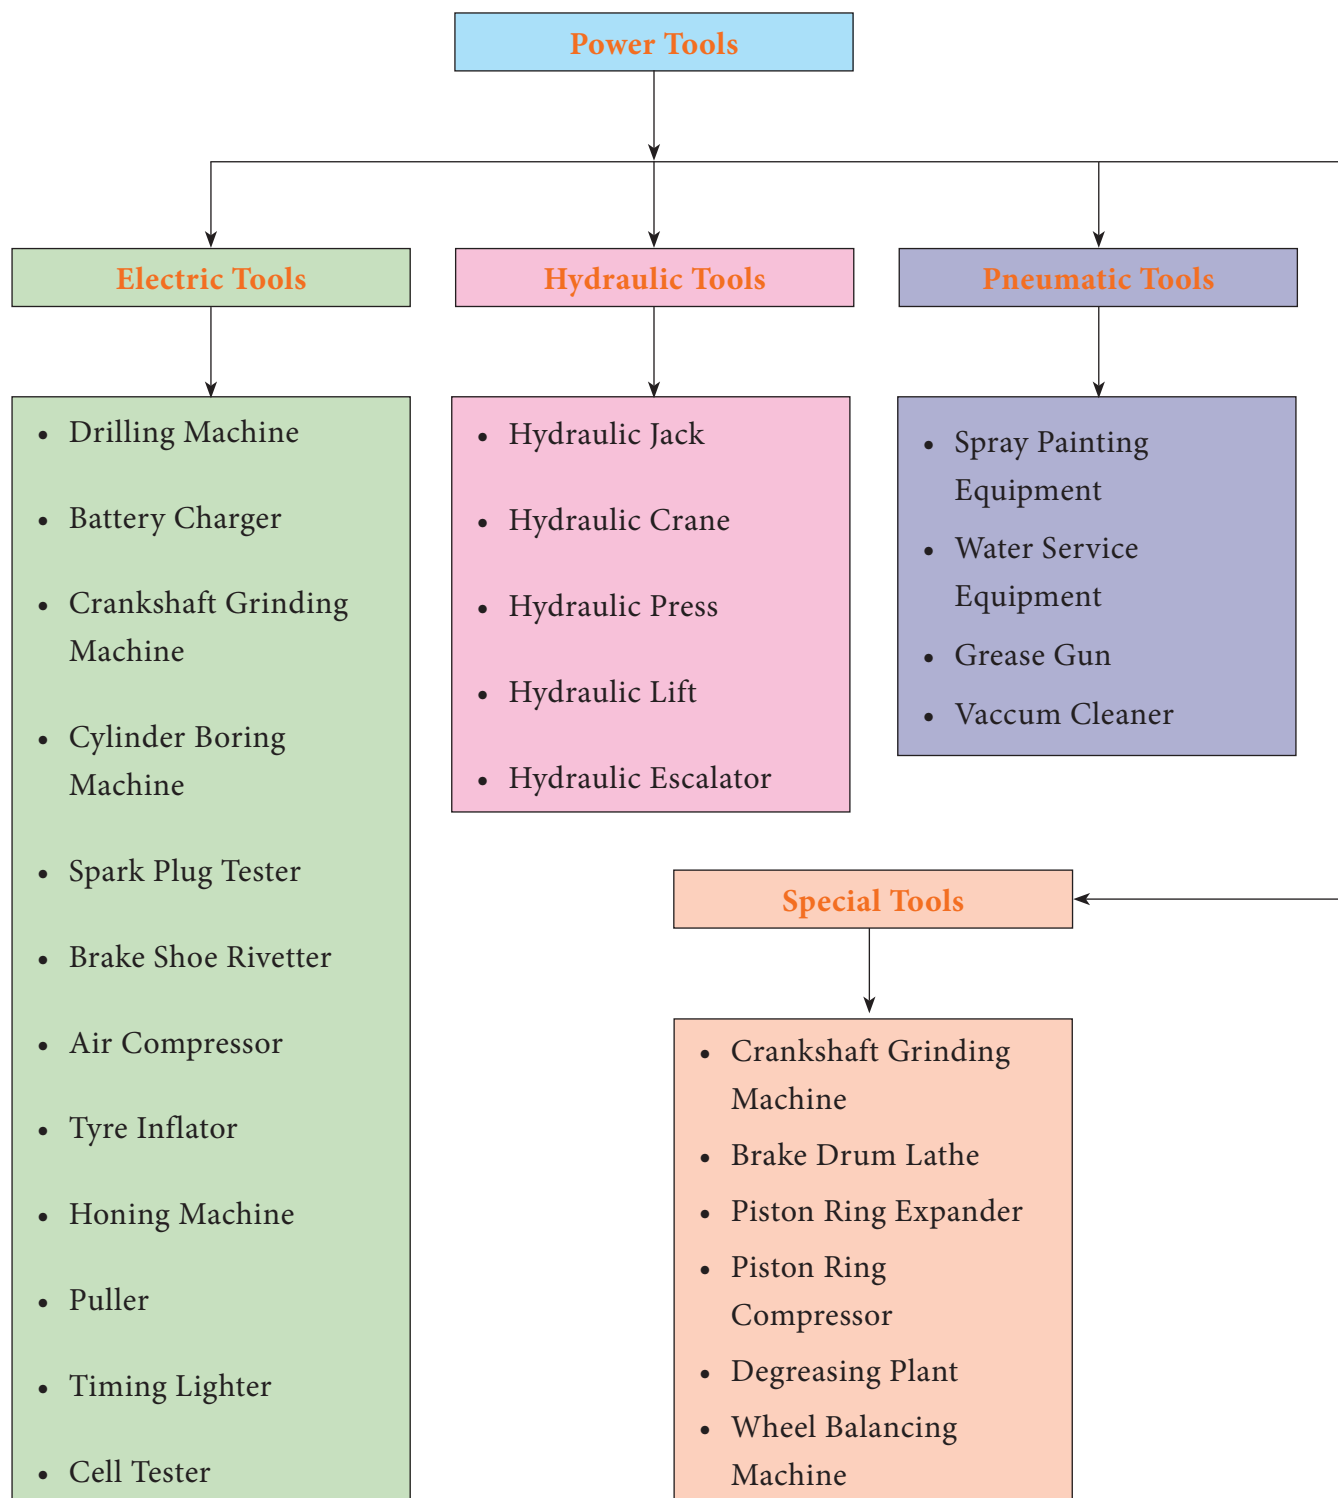 Power Tools
Electric Tools
Hydraulic Tools
Pneumatic Tools
• Drilling Machine
• Battery Charger
• Crankshaft Grinding
Machine
• Cylinder Boring
Machine
• Spark Plug Tester
• Brake Shoe Rivetter
• Air Compressor
• Tyre Inflator
• Honing Machine
• Puller
• Timing Lighter
• Cell Tester
• Hydraulic Jack
• Hydraulic Crane
• Hydraulic Press
• Hydraulic Lift
• Hydraulic Escalator
• Spray Painting
Equipment
• Water Service
Equipment
• Grease Gun
• Vaccum Cleaner
Special Tools
• Crankshaft Grinding
Machine
• Brake Drum Lathe
• Piston Ring Expander
• Piston Ring
Compressor
• Degreasing Plant
• Wheel Balancing
Machine